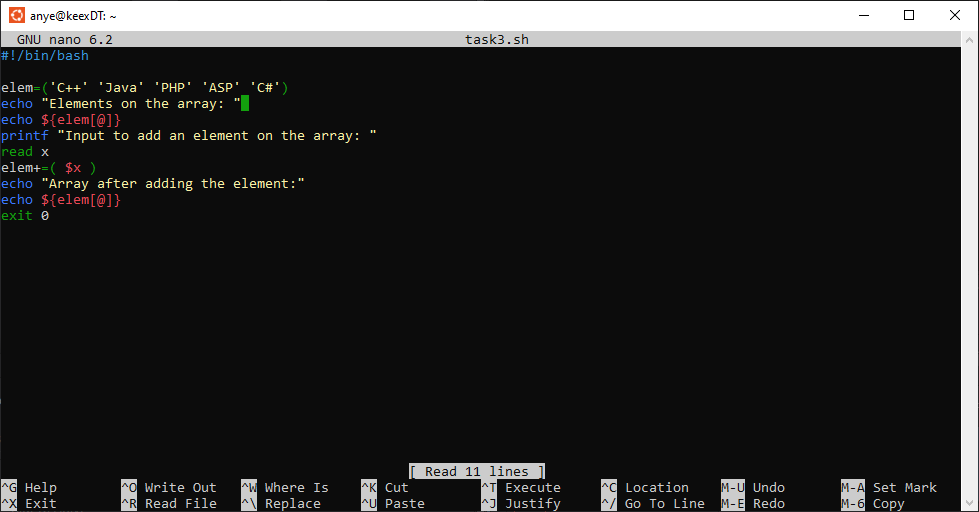 anye@keexDT: ~
GNU nano 6.2 task3.sh
#!/bin/bash
elem=('C++' 'Java' 'PHP' 'ASP' 'C#')
echo "Elements on the array: "
echo ${elem[@]}
printf "Input to add an element on the array: "
read x
elem+=( $x )
echo "Array after adding the element:"
echo ${elem[@]}
exit 0
[ Read 11 lines ]
^G Help ^O Write Out ^W Where Is ^K Cut ^T Execute ^C Location M-U Undo M-A Set Mark
^X Exit ^R Read File ^\ Replace ^U Paste ^J Justify ^/ Go To Line M-E Redo M-6 Copy